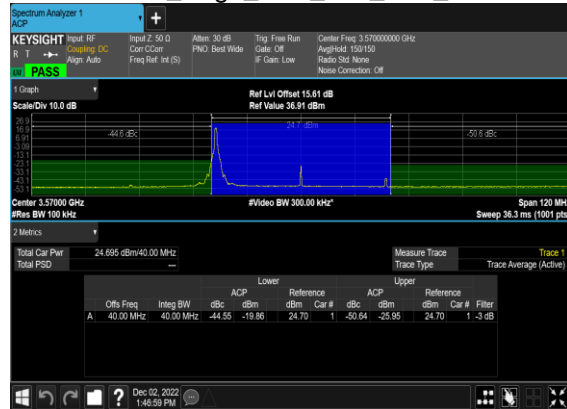 Spectrum Analyzer 1
ACP
+
KEYSIGHT Input: RF Input Z: 50 Ω Atten: 30 dB Trig: Free Run Center Freq: 3.570000000 GHz
R T Coupling: DC Corr CCorr PNO: Best Wide Gate: Off Avg|Hold: 150/150
Align: Auto Freq Ref: Int (S) IF Gain: Low Radio Std: None
LW PASS Noise Correction: Off
1 Graph Ref Lvl Offset 15.61 dB
Scale/Div 10.0 dB Ref Value 36.91 dBm
26.9
16.9 -44.6 dBc 24.7 dBm -50.6 dBc
6.91
-3.09
-13.1
-23.1
-33.1
-43.1
-53.1
Center 3.57000 GHz #Video BW 300.00 kHz* Span 120 MH
#Res BW 100 kHz Sweep 36.3 ms (1001 pts
2 Metrics
Total Car Pwr 24.695 dBm/40.00 MHz Measure Trace Trace 1
Total PSD --- Trace Type Trace Average (Active)
Lower Upper
ACP Reference ACP Reference
Offs Freq Integ BW dBc dBm dBm Car # dBc dBm dBm Car # Filter
A 40.00 MHz 40.00 MHz -44.55 -19.86 24.70 1 -50.64 -25.95 24.70 1 -3 dB
? Dec 02, 2022
1:46:59 PM